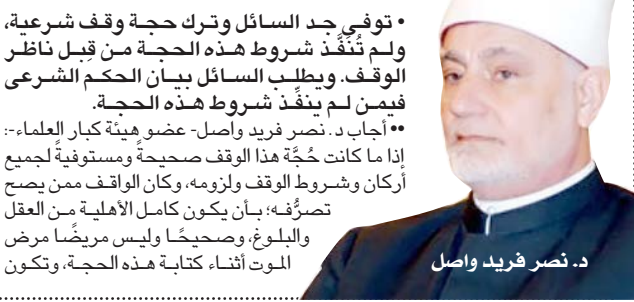 • توفى جد السائل وترك حجة وقف شرعية،
ولم تُنَفَّذ شروط هذه الحجة من قِبل ناظر
الوقف. ويطلب السائل بيان الحكم الشرعى
فيمن لم ينفِّذ شروط هذه الحجة.
•• أجاب د. نصر فريد واصل- عضو هيئة كبار العلماء-:
إذا ما كانت حُجَّة هذا الوقف صحيحةً ومستوفيةً لجميع
أركان وشروط الوقف ولزومه، وكان الواقف ممن يصح
تصرُّفه؛ بأن يكون كامل الأهلية من العقل
والبلوغ، وصحيحًا وليس مريضًا مرض
الموت أثناء كتابة هذه الحجة، وتكون
د. نصر فريد واصل